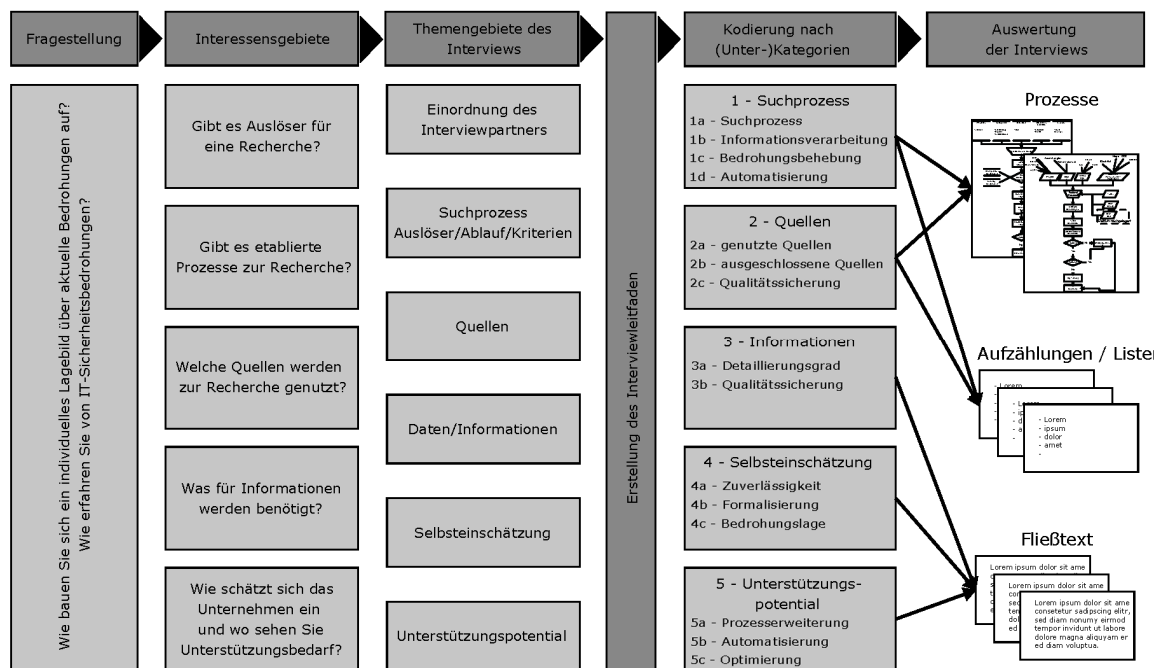 Fragestellung
Interessensgebiete
Themengebiete des
Interviews
Kodierung nach
(Unter-)Kategorien
Auswertung
der Interviews
Wie bauen Sie sich ein individuelles Lagebild über aktuelle Bedrohungen auf?
Wie erfahren Sie von IT-Sicherheitsbedrohungen?
Gibt es Auslöser für
eine Recherche?
Gibt es etablierte
Prozesse zur Recherche?
Welche Quellen werden
zur Recherche genutzt?
Was für Informationen
werden benötigt?
Wie schätzt sich das
Unternehmen ein
und wo sehen Sie
Unterstützungsbedarf?
Einordnung des
Interviewpartners
Suchprozess
Auslöser/Ablauf/Kriterien
Quellen
Daten/Informationen
Selbsteinschätzung
Unterstützungspotential
Erstellung des Interviewleitfaden
1 - Suchprozess
1a - Suchprozess
1b - Informationsverarbeitung
1c - Bedrohungsbehebung
1d - Automatisierung
2 - Quellen
2a - genutzte Quellen
2b - ausgeschlossene Quellen
2c - Qualitätssicherung
3 - Informationen
3a - Detaillierungsgrad
3b - Qualitätssicherung
4 - Selbsteinschätzung
4a - Zuverlässigkeit
4b - Formalisierung
4c - Bedrohungslage
5 - Unterstützungs-
potential
5a - Prozesserweiterung
5b - Automatisierung
5c - Optimierung
Prozesse
Aufzählungen / Lister
- Lorem
- Lorem
- ipsum
- dolor
- amet
-
Fließtext
Lorem ipsum dolor sit ame
Lorem ipsum dolor sit ame
Lorem ipsum dolor sit ame
consetetur sadipscing elitr,
sed diam nonumy eirmod
tempor invidunt ut labore
dolore magna aliquyam er
ed diam voluptua.